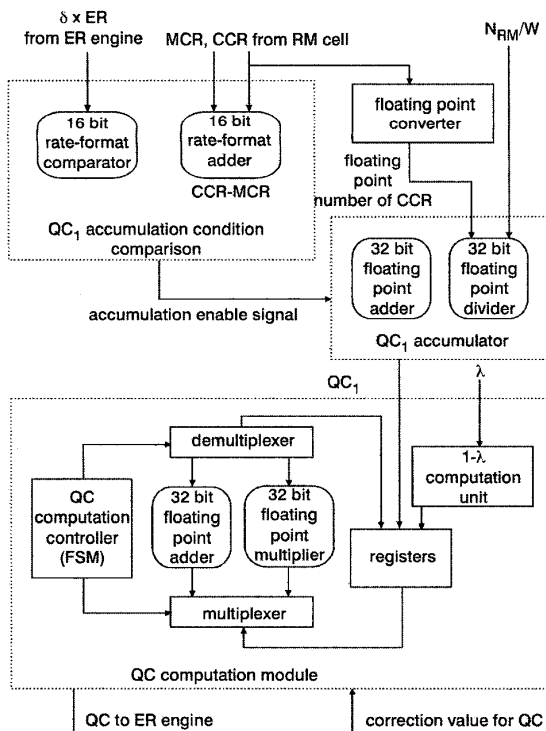 δ x ER
from ER engine
MCR, CCR from RM cell
N_RM/W
16 bit
rate-format
comparator
16 bit
rate-format
adder
CCR-MCR
QC₁ accumulation condition
comparison
floating point
converter
floating
point
number of CCR
accumulation enable signal
32 bit
floating
point
adder
32 bit
floating
point
divider
QC₁ accumulator
QC₁
λ
demultiplexer
QC
computation
controller
(FSM)
32 bit
floating
point
adder
32 bit
floating
point
multiplier
1-λ
computation
unit
registers
multiplexer
QC computation module
QC to ER engine
correction value for QC